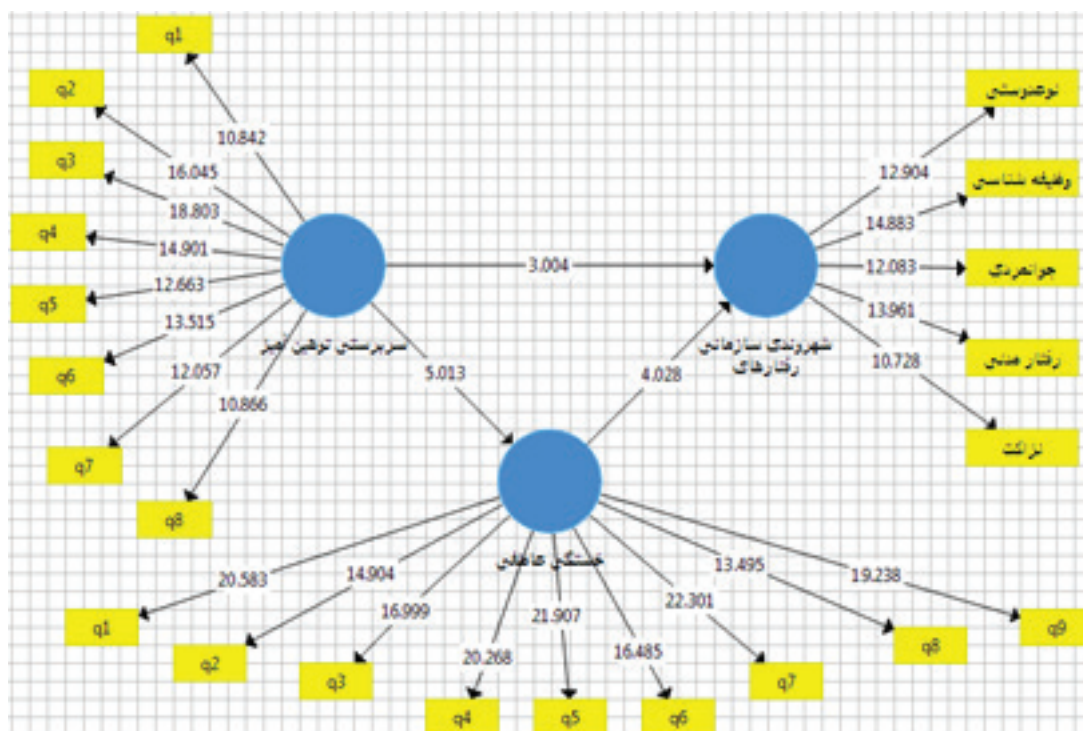 q1
q2
q3
q4
q5
q6
q7
q8
10.842
16.045
18.803
14.901
12.663
13.515
12.057
10.866
سرپرستی توهین آمیز
3.004
5.013
4.028
شهروندی سازمانی
رفتارهای
12.904
14.883
12.083
13.961
10.728
نوعدوستی
وظیفه شناسی
جوانمردی
رفتار مدنی
نزاکت
خستگی عاطفی
20.583
14.904
16.999
20.268
21.907
16.485
22.301
13.495
19.238
q1
q2
q3
q4
q5
q6
q7
q8
q9